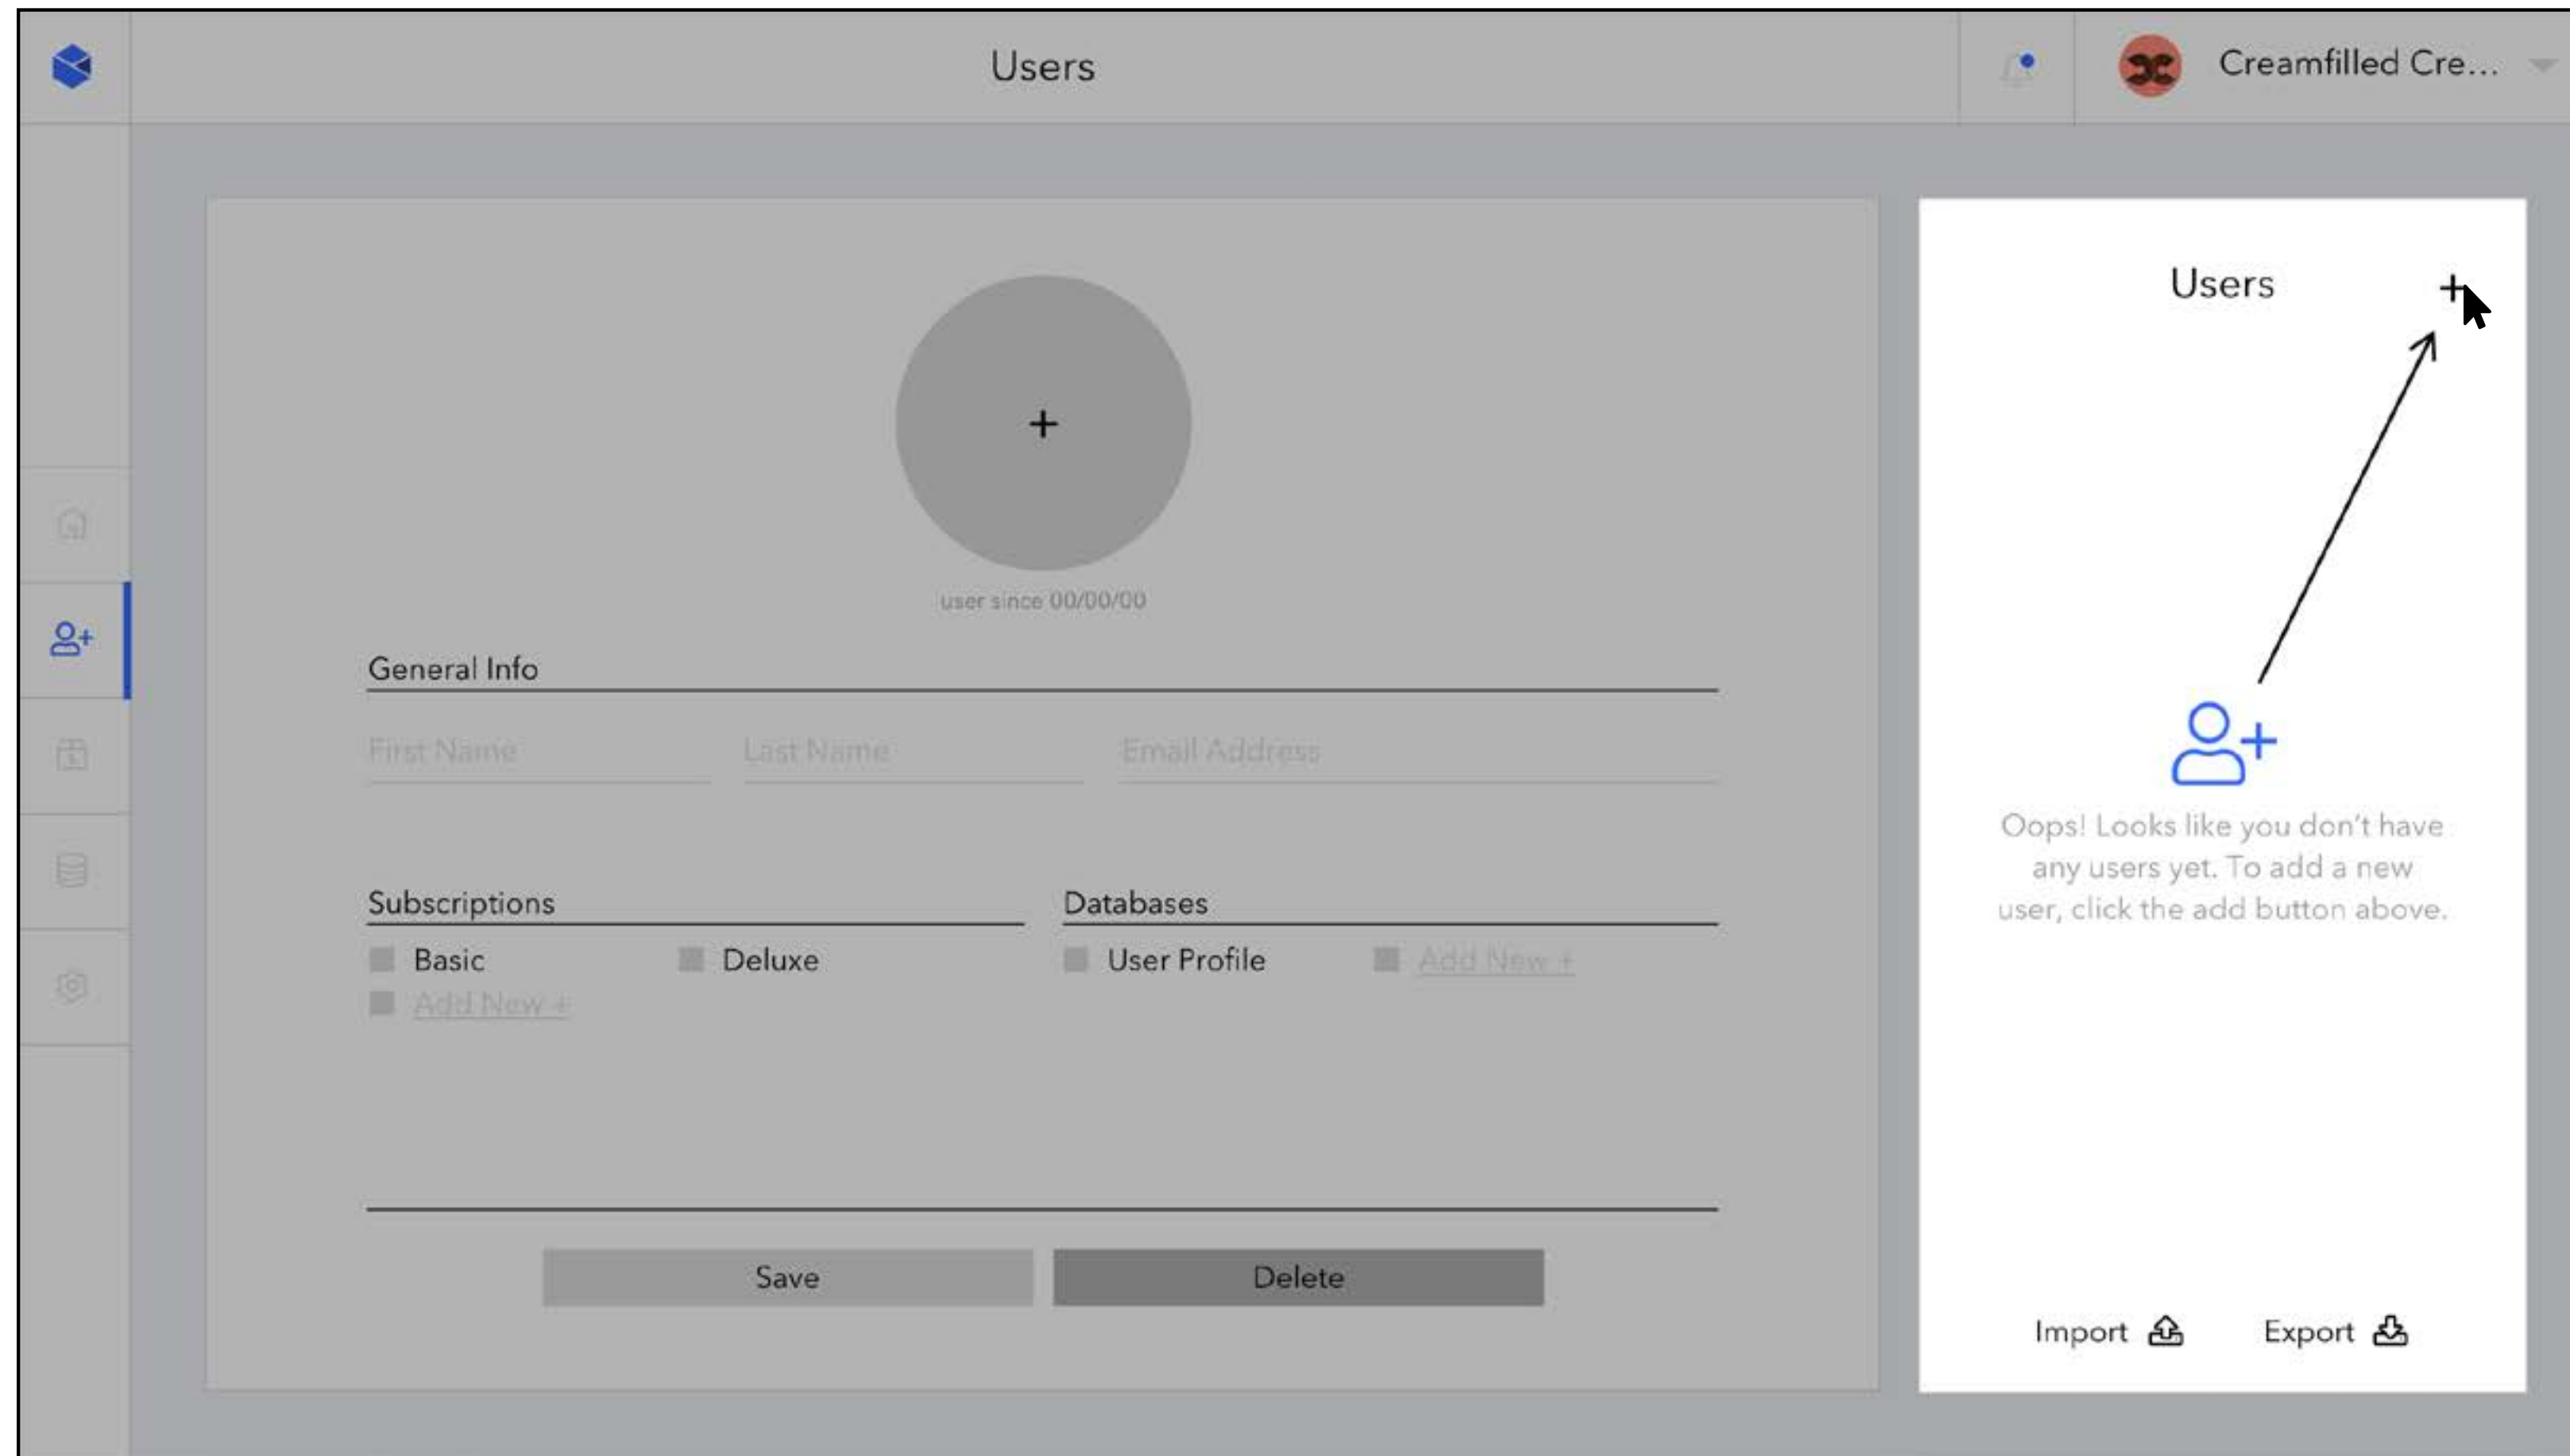 Users
Creamfilled Cre...
Users
+
+
user since 00/00/00
General Info
First Name
Last Name
Email Address
Oops! Looks like you don't have
any users yet. To add a new
user, click the add button above.
Subscriptions
Databases
Basic
Deluxe
User Profile
Add New +
Add New +
Save
Delete
Import
Export